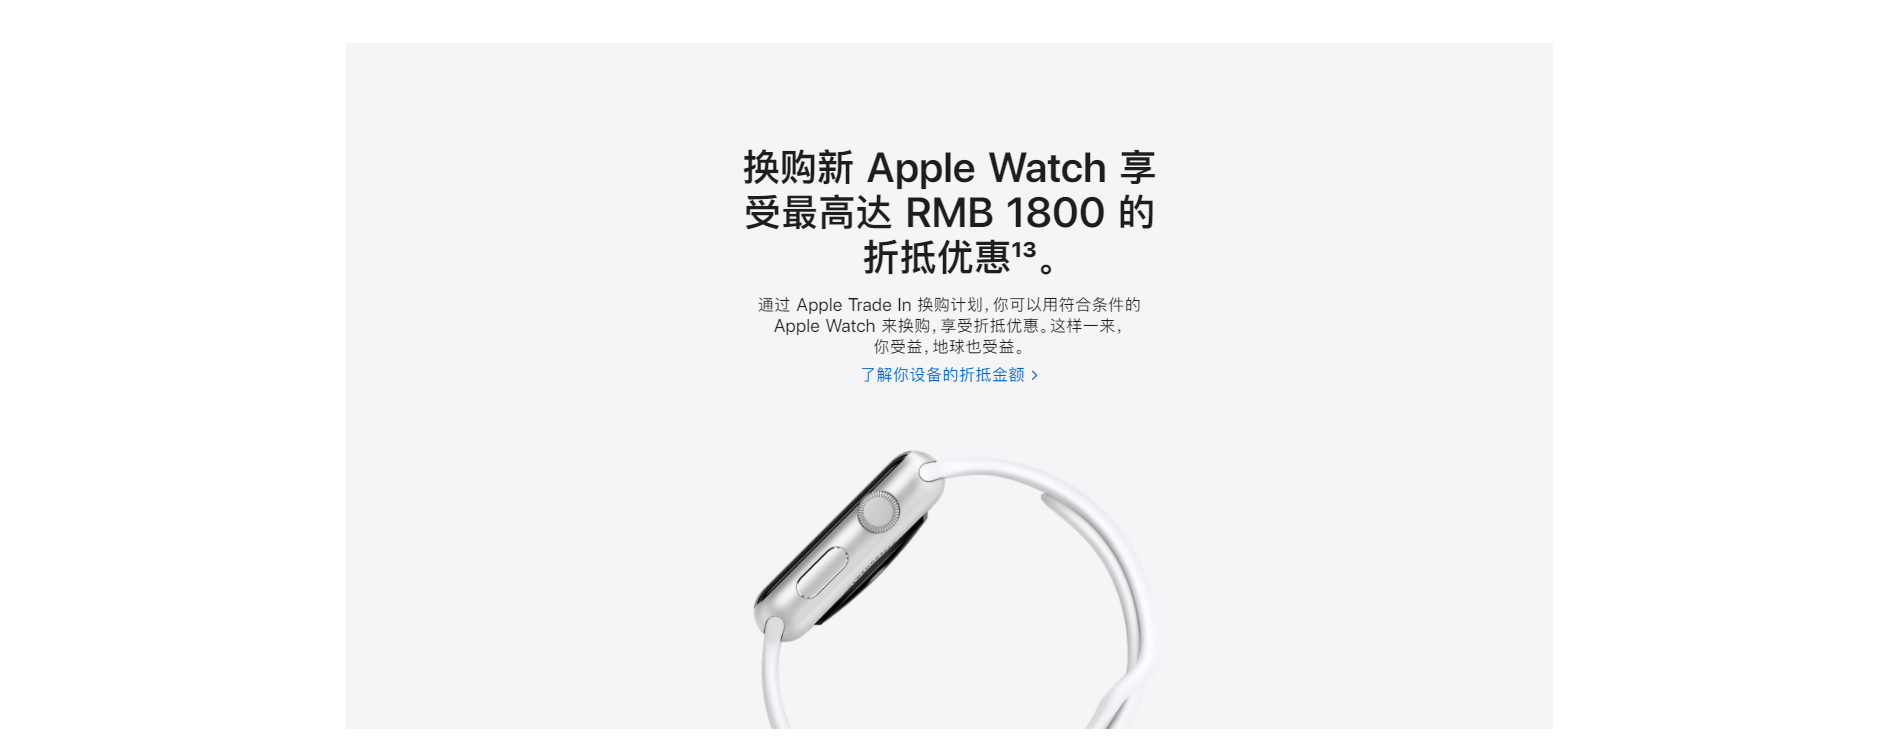 换购新 Apple Watch 享
受最高达 RMB 1800 的
折抵优惠¹³。
通过 Apple Trade In 换购计划，你可以用符合条件的
Apple Watch 来换购，享受折抵优惠。这样一来，
你受益，地球也受益。
了解你设备的折抵金额 >